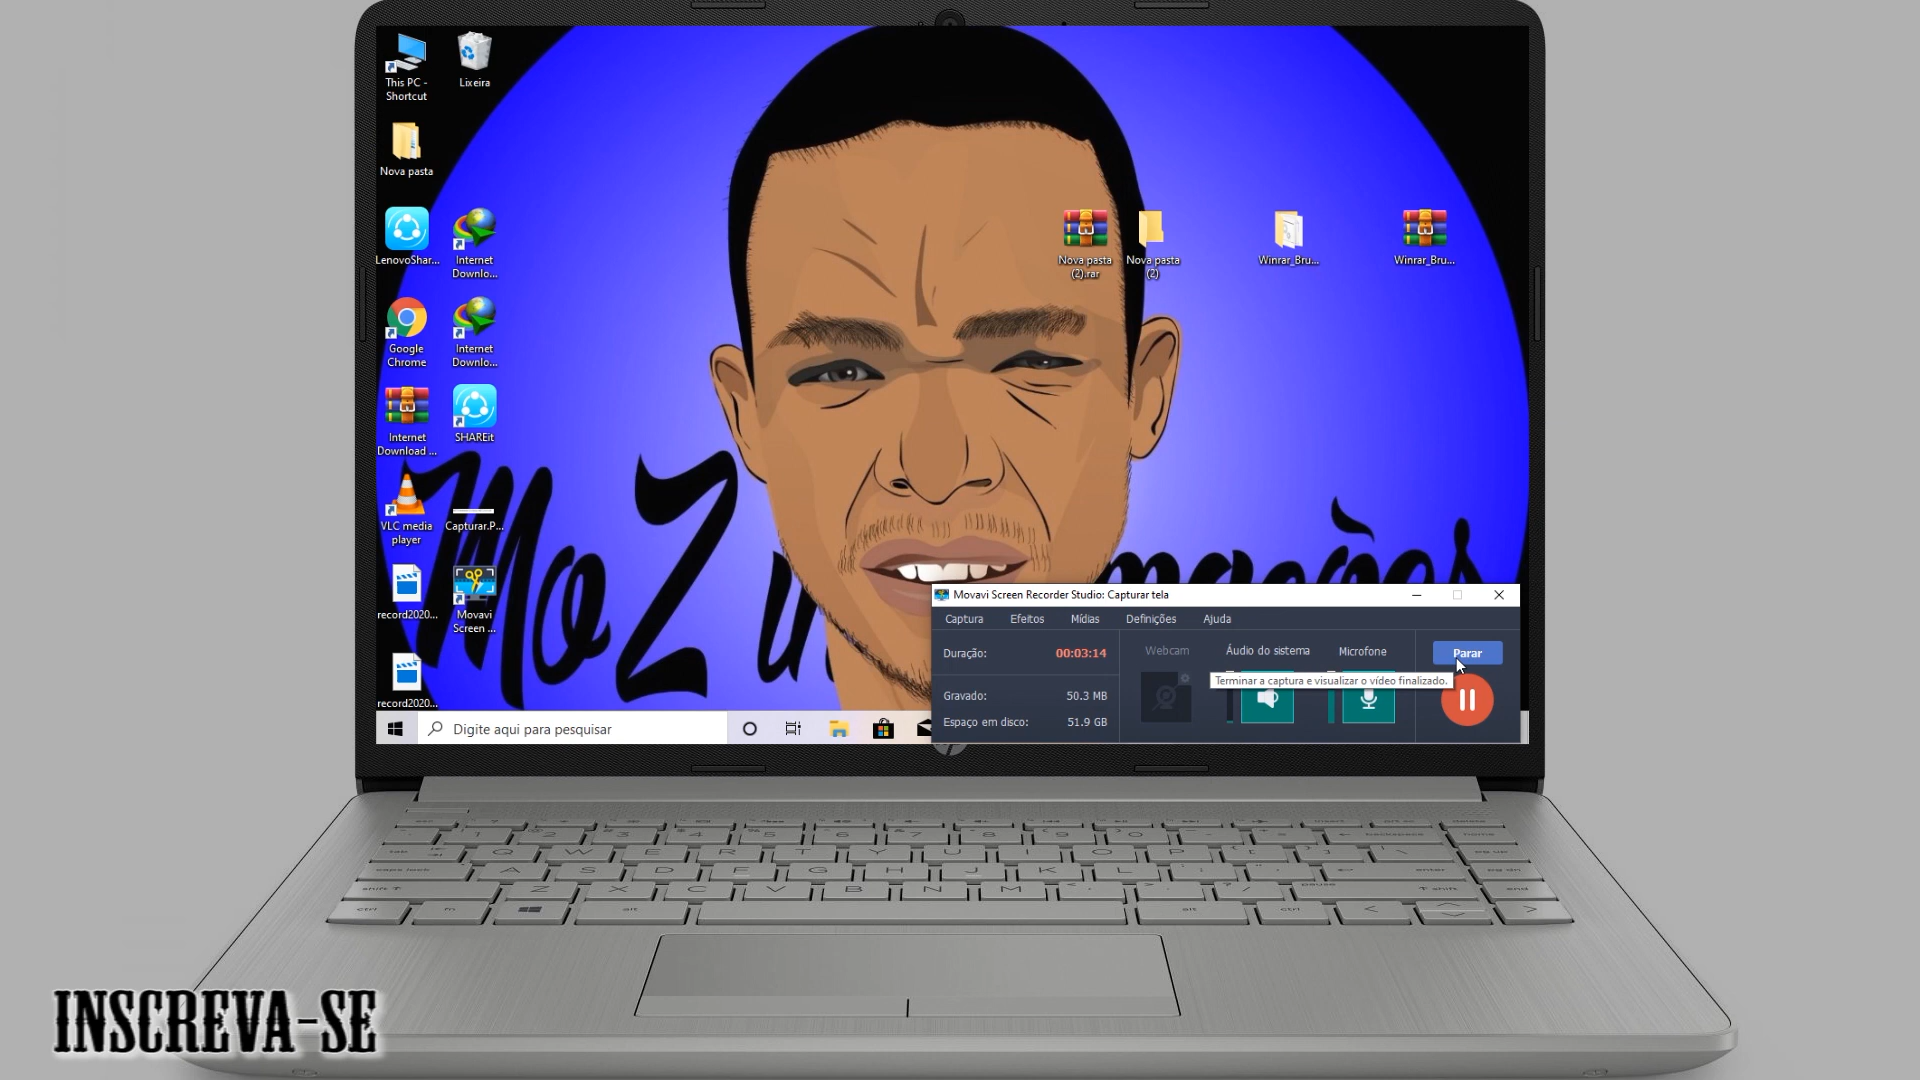 This PC -
Shortcut
Lixeira
Nova pasta
LenovoShar...
Internet
Downlo...
Nova pasta
(2).rar
Nova pasta
(2)
Winrar_Bru...
Winrar_Bru...
Google
Chrome
Internet
Downlo...
Internet
Download ...
SHAREit
VLC media
player
Capturar.P...
record2020...
Movavi
Screen ...
record2020...
MoZ
Movavi Screen Recorder Studio: Capturar tela
Captura Efeitos Mídias Definições Ajuda
Duração: 00:03:14
Webcam Áudio do sistema Microfone
Parar
Terminar a captura e visualizar o vídeo finalizado.
Gravado: 50.3 MB
Espaço em disco: 51.9 GB
Digite aqui para pesquisar
Q W E R T Y U I O P
A S D F G H J K L
Z X C V B N M
INSCREVA-SE